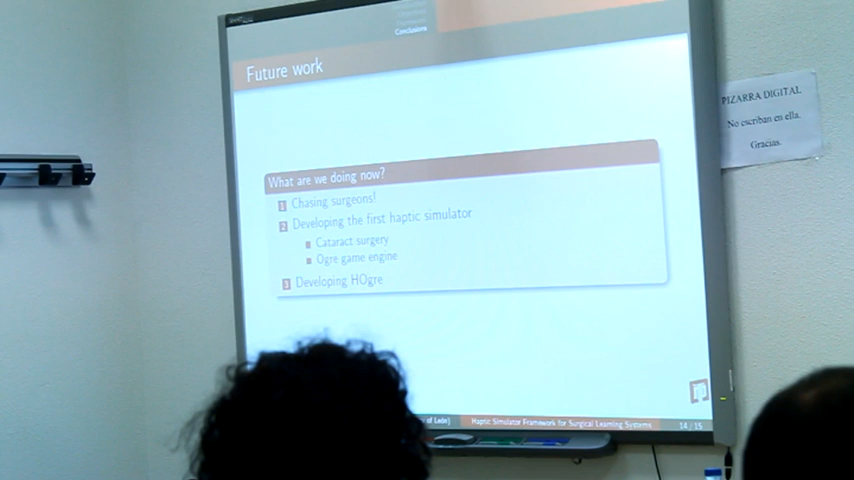 Conclusions
Future work
What are we doing now?
1 Chasing surgeons!
2 Developing the first haptic simulator
Cataract surgery
Ogre game engine
3 Developing HOgre
of León) Haptic Simulator Framework for Surgical Learning Systems 14 / 15
PIZARRA DIGITAL
No escriban en ella.
Gracias.